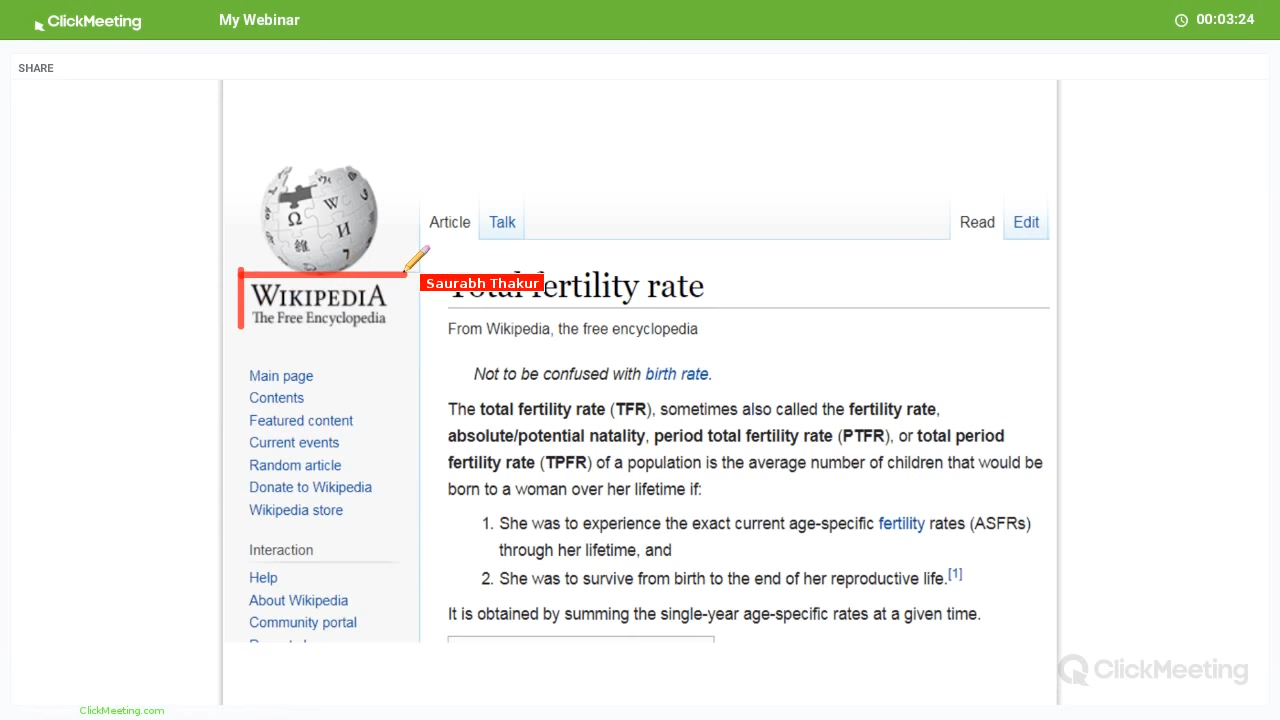 ClickMeeting
My Webinar
00:03:24
SHARE
WIKIPEDIA
The Free Encyclopedia
Main page
Contents
Featured content
Current events
Random article
Donate to Wikipedia
Wikipedia store
Interaction
Help
About Wikipedia
Community portal
Article
Talk
Read
Edit
Saurabh Thakur
Total fertility rate
From Wikipedia, the free encyclopedia
Not to be confused with birth rate.
The total fertility rate (TFR), sometimes also called the fertility rate,
absolute/potential natality, period total fertility rate (PTFR), or total period
fertility rate (TPFR) of a population is the average number of children that would be
born to a woman over her lifetime if:
1. She was to experience the exact current age-specific fertility rates (ASFRs)
through her lifetime, and
2. She was to survive from birth to the end of her reproductive life.[1]
It is obtained by summing the single-year age-specific rates at a given time.
ClickMeeting
ClickMeeting.com